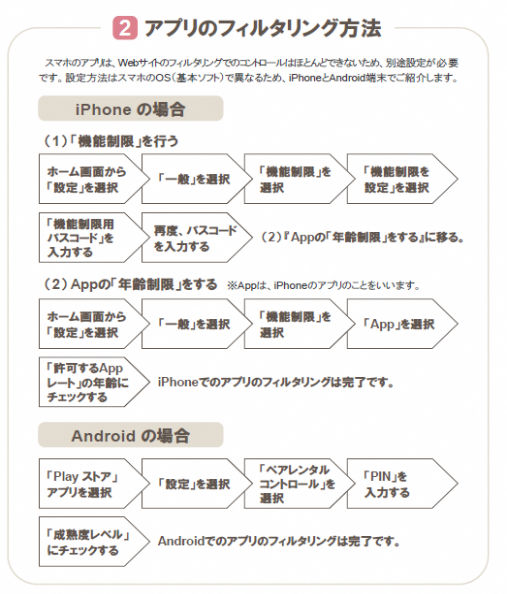 2 アプリのフィルタリング方法
スマホのアプリは、Webサイトのフィルタリングでのコントロールはほとんどできないため、別途設定が必要
です。設定方法はスマホのOS(基本ソフト)で異なるため、iPhoneとAndroid端末でご紹介します。
iPhone の場合
(1)「機能制限」を行う
ホーム画面から
「設定」を選択
「一般」を選択
「機能制限」を
選択
「機能制限を
設定」を選択
「機能制限用
パスコード」を
入力する
再度、パスコード
を入力する
(2)『Appの「年齢制限」をする』に移る。
(2)Appの「年齢制限」をする ※Appは、iPhoneのアプリのことをいいます。
ホーム画面から
「設定」を選択
「一般」を選択
「機能制限」を
選択
「App」を選択
「許可するApp
レート」の年齢に
チェックする
iPhoneでのアプリのフィルタリングは完了です。
Android の場合
「Play ストア」
アプリを選択
「設定」を選択
「ペアレンタル
コントロール」を
選択
「PIN」を
入力する
「成熟度レベル」
にチェックする
Androidでのアプリのフィルタリングは完了です。